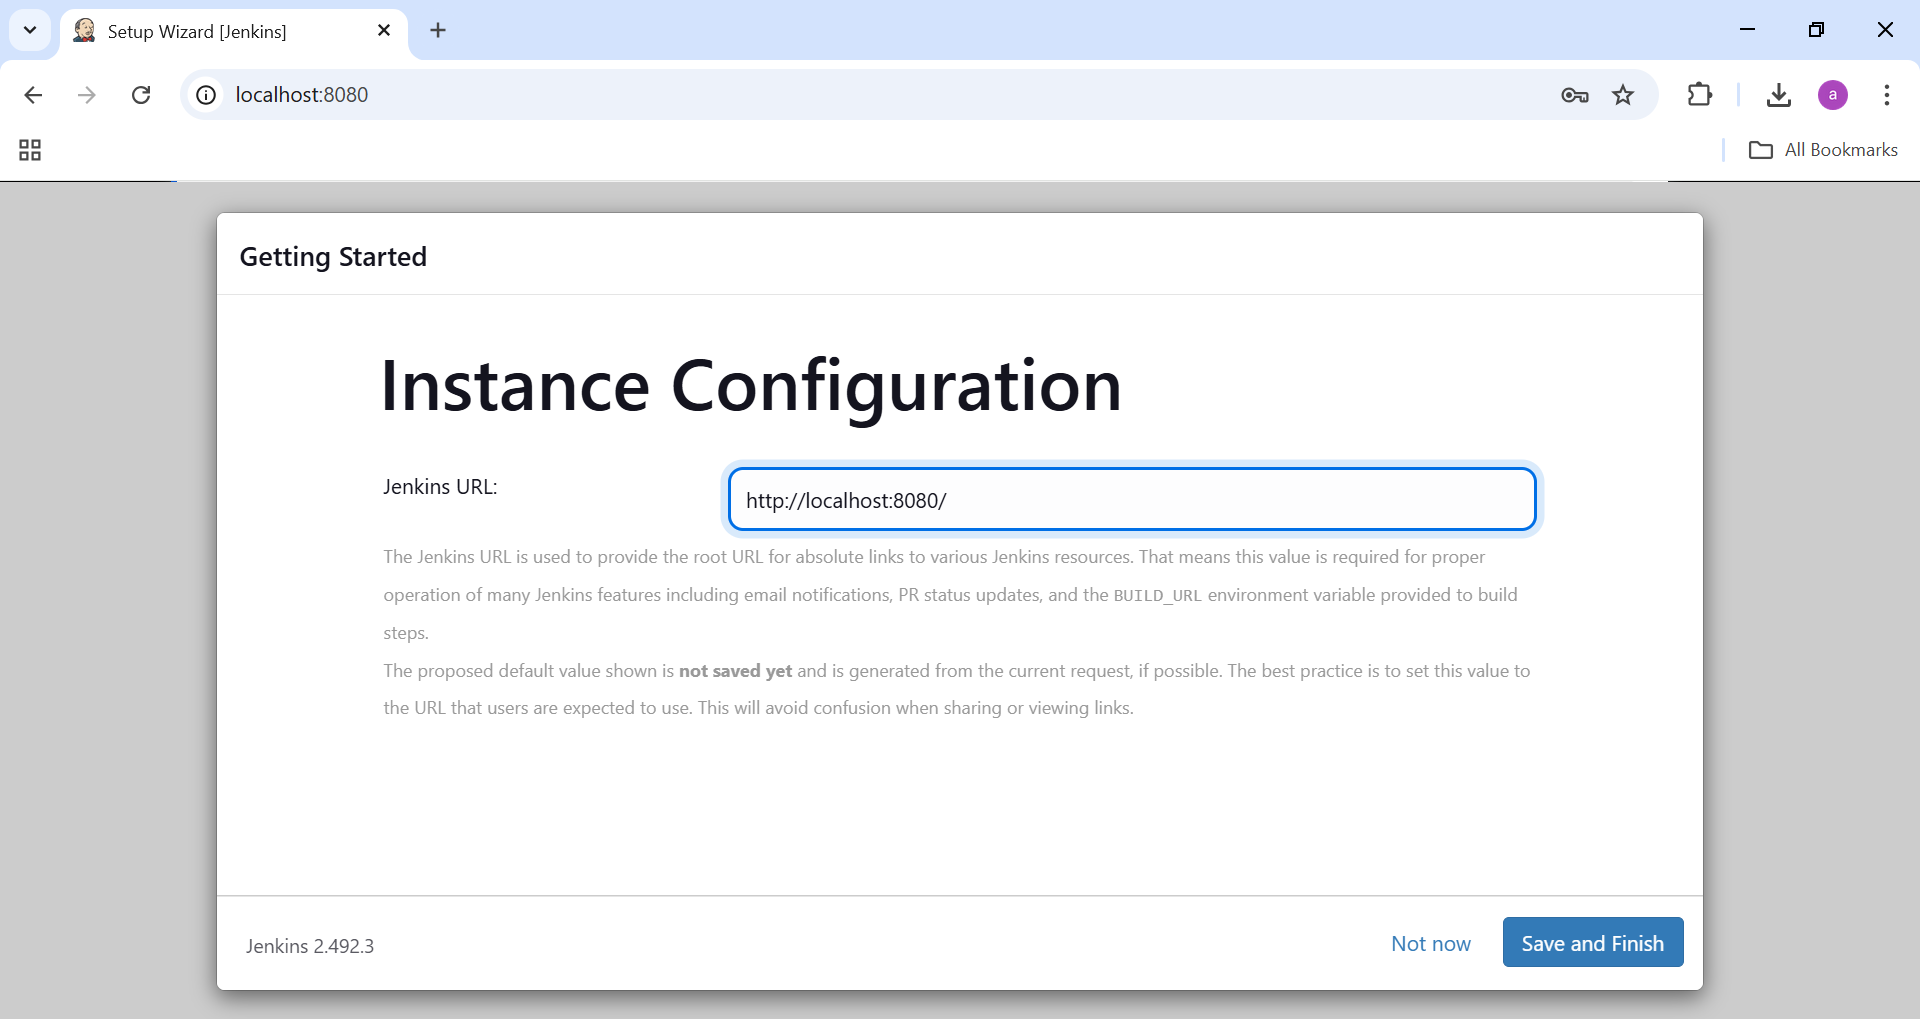 Setup Wizard [Jenkins]
localhost:8080
a
All Bookmarks
Getting Started
Instance Configuration
Jenkins URL:
http://localhost:8080/
The Jenkins URL is used to provide the root URL for absolute links to various Jenkins resources. That means this value is required for proper
operation of many Jenkins features including email notifications, PR status updates, and the BUILD_URL environment variable provided to build
steps.
The proposed default value shown is not saved yet and is generated from the current request, if possible. The best practice is to set this value to
the URL that users are expected to use. This will avoid confusion when sharing or viewing links.
Jenkins 2.492.3
Not now
Save and Finish